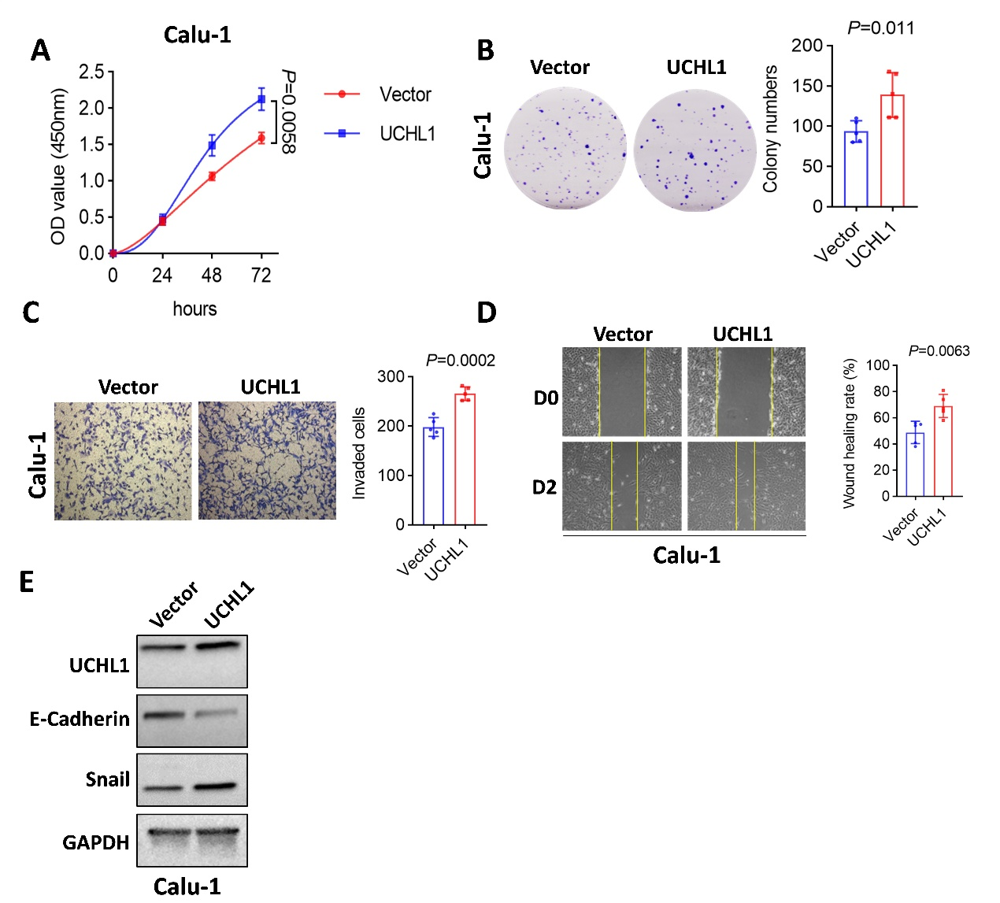 A
Calu-1
OD value (450nm)
2.5
2.0
1.5
1.0
0.5
0.0
0 24 48 72
hours
P=0.0058
Vector
UCHL1
B
Vector UCHL1
Calu-1
P=0.011
Colony numbers
200
150
100
50
0
Vector
UCHL1
C
Vector UCHL1
Calu-1
P=0.0002
Invaded cells
300
200
100
0
Vector
UCHL1
D
Vector UCHL1
D0
D2
Calu-1
P=0.0063
Wound healing rate (%)
100
80
60
40
20
0
Vector
UCHL1
E
Vector
UCHL1
UCHL1
E-Cadherin
Snail
GAPDH
Calu-1